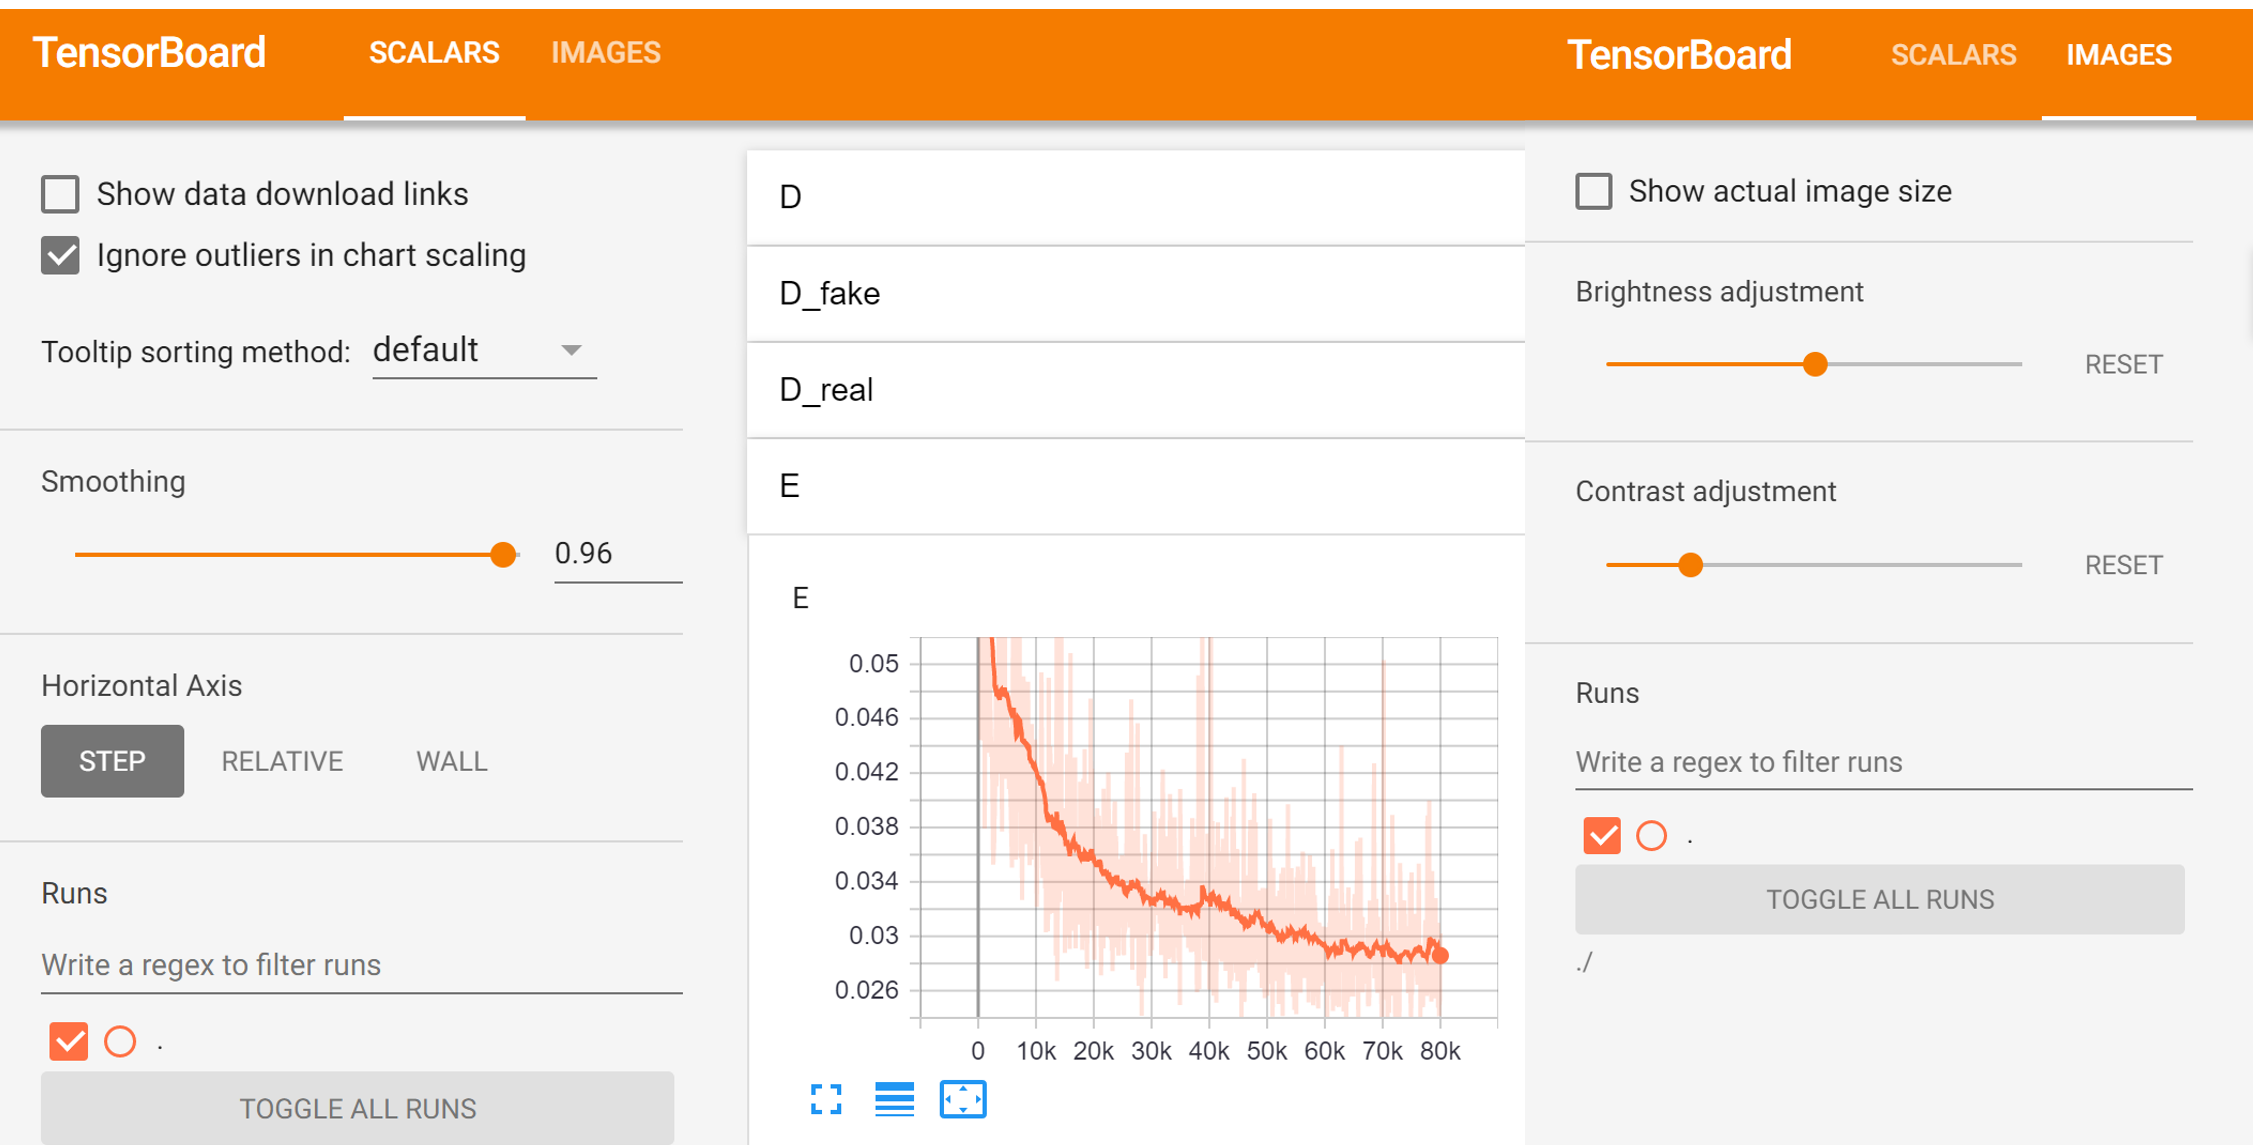 TensorBoard SCALARS IMAGES
Show data download links
Ignore outliers in chart scaling
Tooltip sorting method: default
Smoothing
0.96
Horizontal Axis
STEP RELATIVE WALL
Runs
Write a regex to filter runs
.
TOGGLE ALL RUNS
D
D_fake
D_real
E
E
0.05
0.046
0.042
0.038
0.034
0.03
0.026
0 10k 20k 30k 40k 50k 60k 70k 80k
TensorBoard SCALARS IMAGES
Show actual image size
Brightness adjustment
RESET
Contrast adjustment
RESET
Runs
Write a regex to filter runs
.
TOGGLE ALL RUNS
./